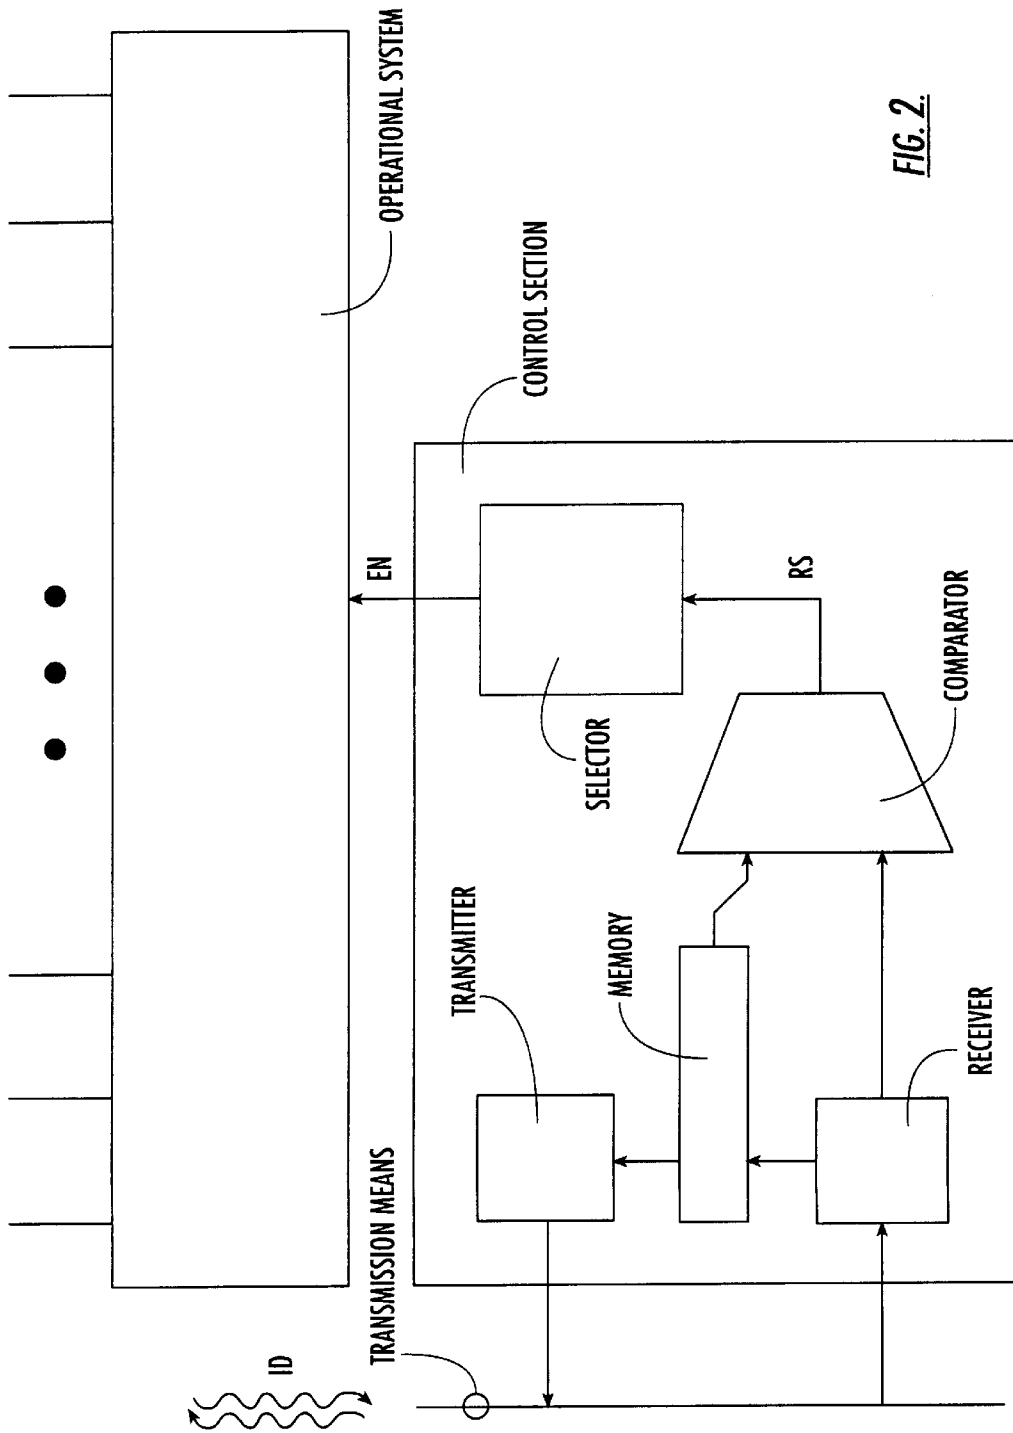 OPERATIONAL SYSTEM
ID
EN
CONTROL SECTION
TRANSMISSION MEANS
TRANSMITTER
SELECTOR
MEMORY
RS
COMPARATOR
RECEIVER
FIG. 2.